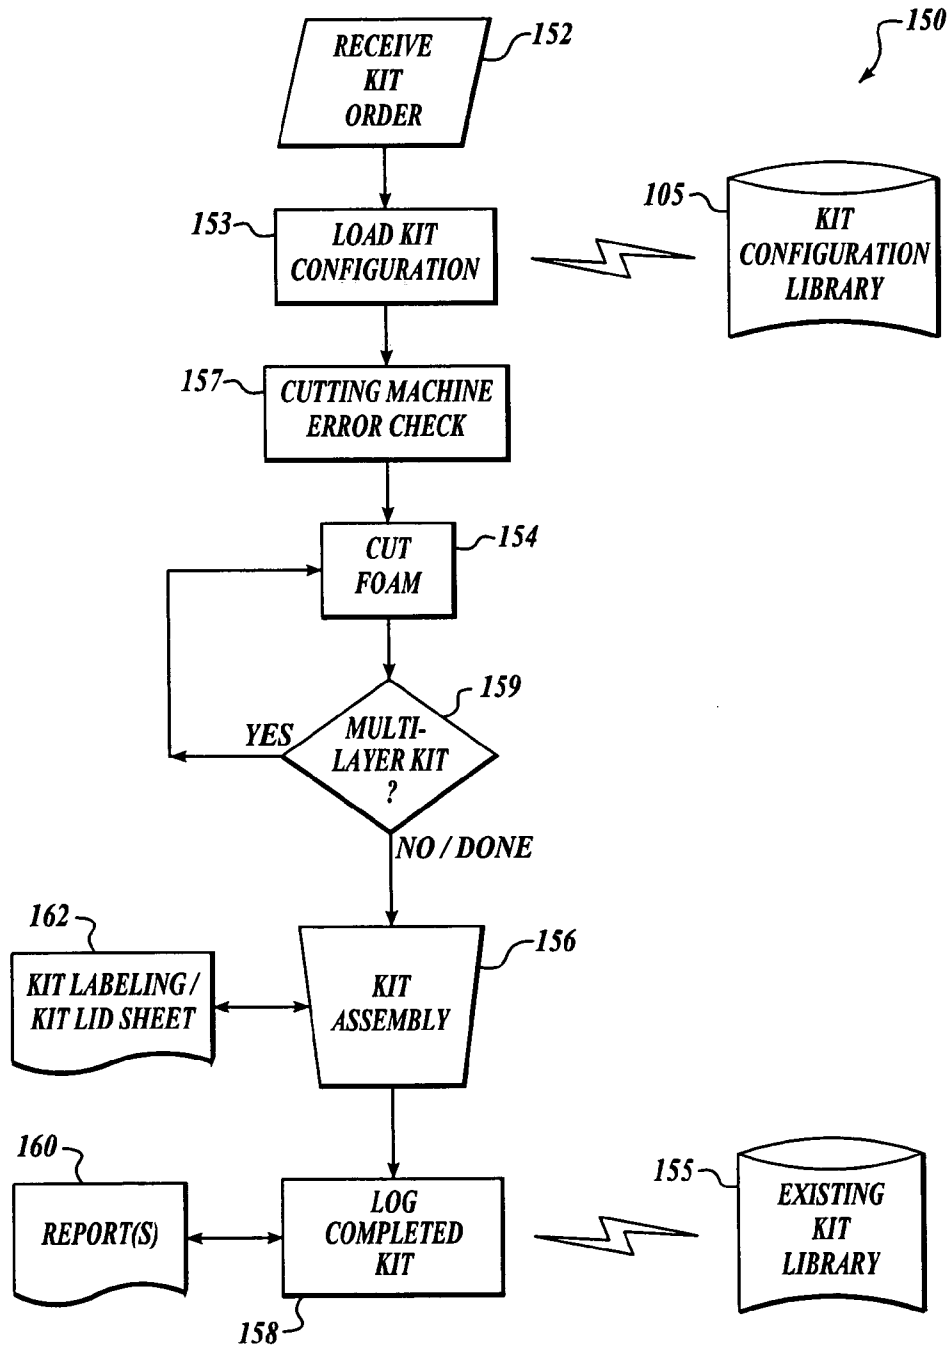 152
150
RECEIVE
KIT
ORDER
153
LOAD KIT
CONFIGURATION
105
KIT
CONFIGURATION
LIBRARY
157
CUTTING MACHINE
ERROR CHECK
154
CUT
FOAM
159
MULTI-
LAYER KIT
?
YES
NO / DONE
162
KIT LABELING /
KIT LID SHEET
156
KIT
ASSEMBLY
160
REPORT(S)
LOG
COMPLETED
KIT
158
155
EXISTING
KIT
LIBRARY